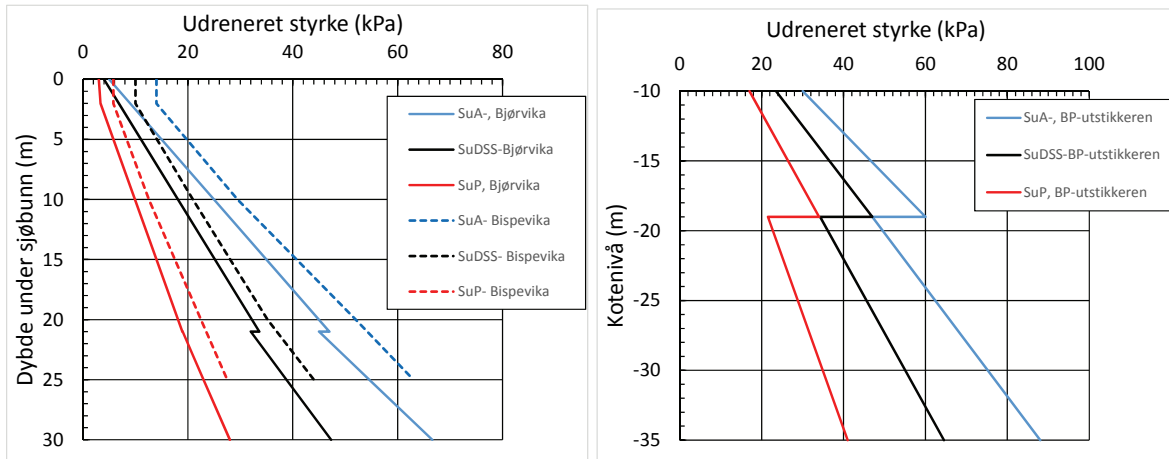 Udreneret styrke (kPa)
0 20 40 60 80
0
5
10
15
20
25
30
Dybde under sjøbunn (m)
SuA-, Bjørvika
SuDSS-Bjørvika
SuP, Bjørvika
SuA- Bispevika
SuDSS- Bispevika
SuP- Bispevika
Udreneret styrke (kPa)
0 20 40 60 80 100
-10
-15
-20
-25
-30
-35
Kotenivå (m)
SuA-, BP-utstikkeren
SuDSS-BP-utstikkeren
SuP, BP-utstikkeren